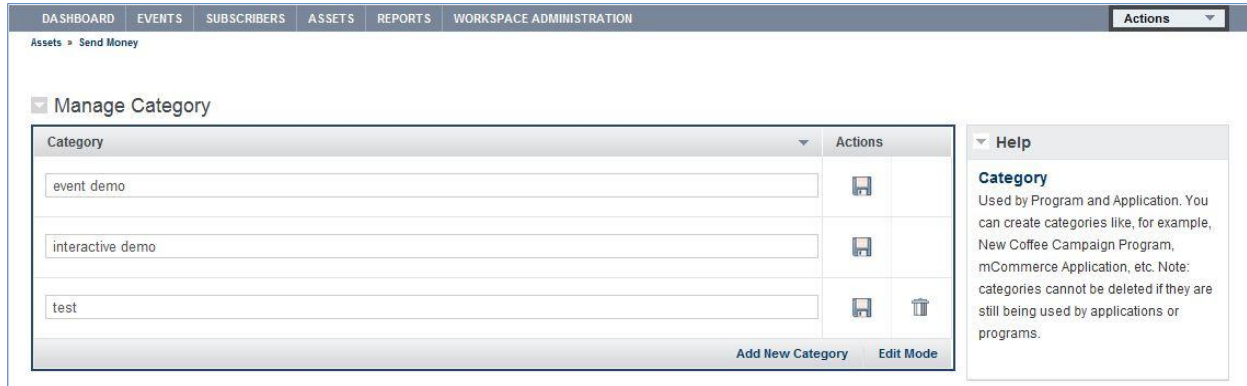 DASHBOARD EVENTS SUBSCRIBERS ASSETS REPORTS WORKSPACE ADMINISTRATION Actions
Assets » Send Money
Manage Category
Category Actions
event demo
interactive demo
test
Add New Category Edit Mode
Help
Category
Used by Program and Application. You
can create categories like, for example,
New Coffee Campaign Program,
mCommerce Application, etc. Note:
categories cannot be deleted if they are
still being used by applications or
programs.